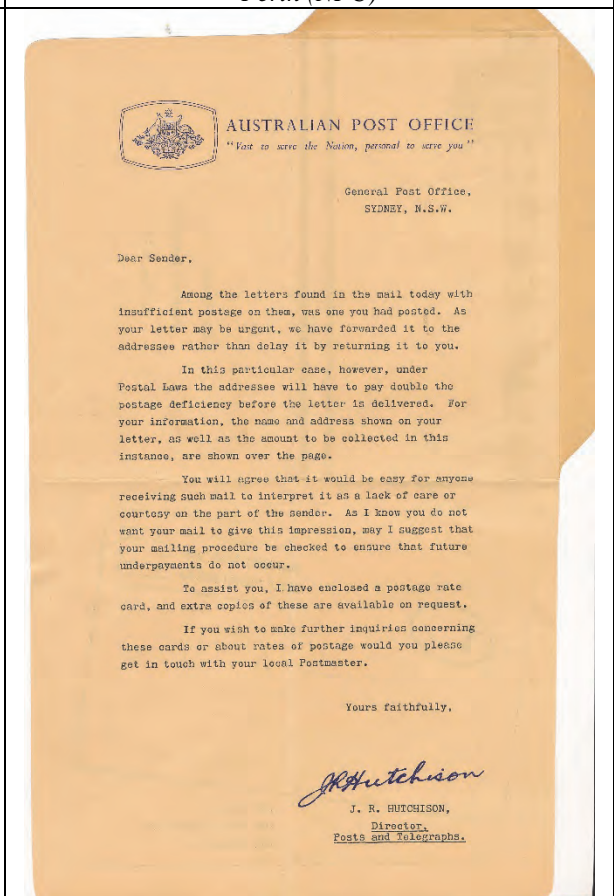 AUSTRALIAN POST OFFICE
"Vast to serve the Nation, personal to serve you"
General Post Office,
SYDNEY, N.S.W.
Dear Sender,
Among the letters found in the mail today with
insufficient postage on them, was one you had posted. As
your letter may be urgent, we have forwarded it to the
addressee rather than delay it by returning it to you.
In this particular case, however, under
Postal Laws the addressee will have to pay double the
postage deficiency before the letter is delivered. For
your information, the name and address shown on your
letter, as well as the amount to be collected in this
instance, are shown over the page.
You will agree that it would be easy for anyone
receiving such mail to interpret it as a lack of care or
courtesy on the part of the sender. As I know you do not
want your mail to give this impression, may I suggest that
your mailing procedure be checked to ensure that future
underpayments do not occur.
To assist you, I have enclosed a postage rate
card, and extra copies of these are available on request.
If you wish to make further inquiries concerning
these cards or about rates of postage would you please
get in touch with your local Postmaster.
Yours faithfully,
JRHutchison
J. R. HUTCHISON,
Director,
Posts and Telegraphs.